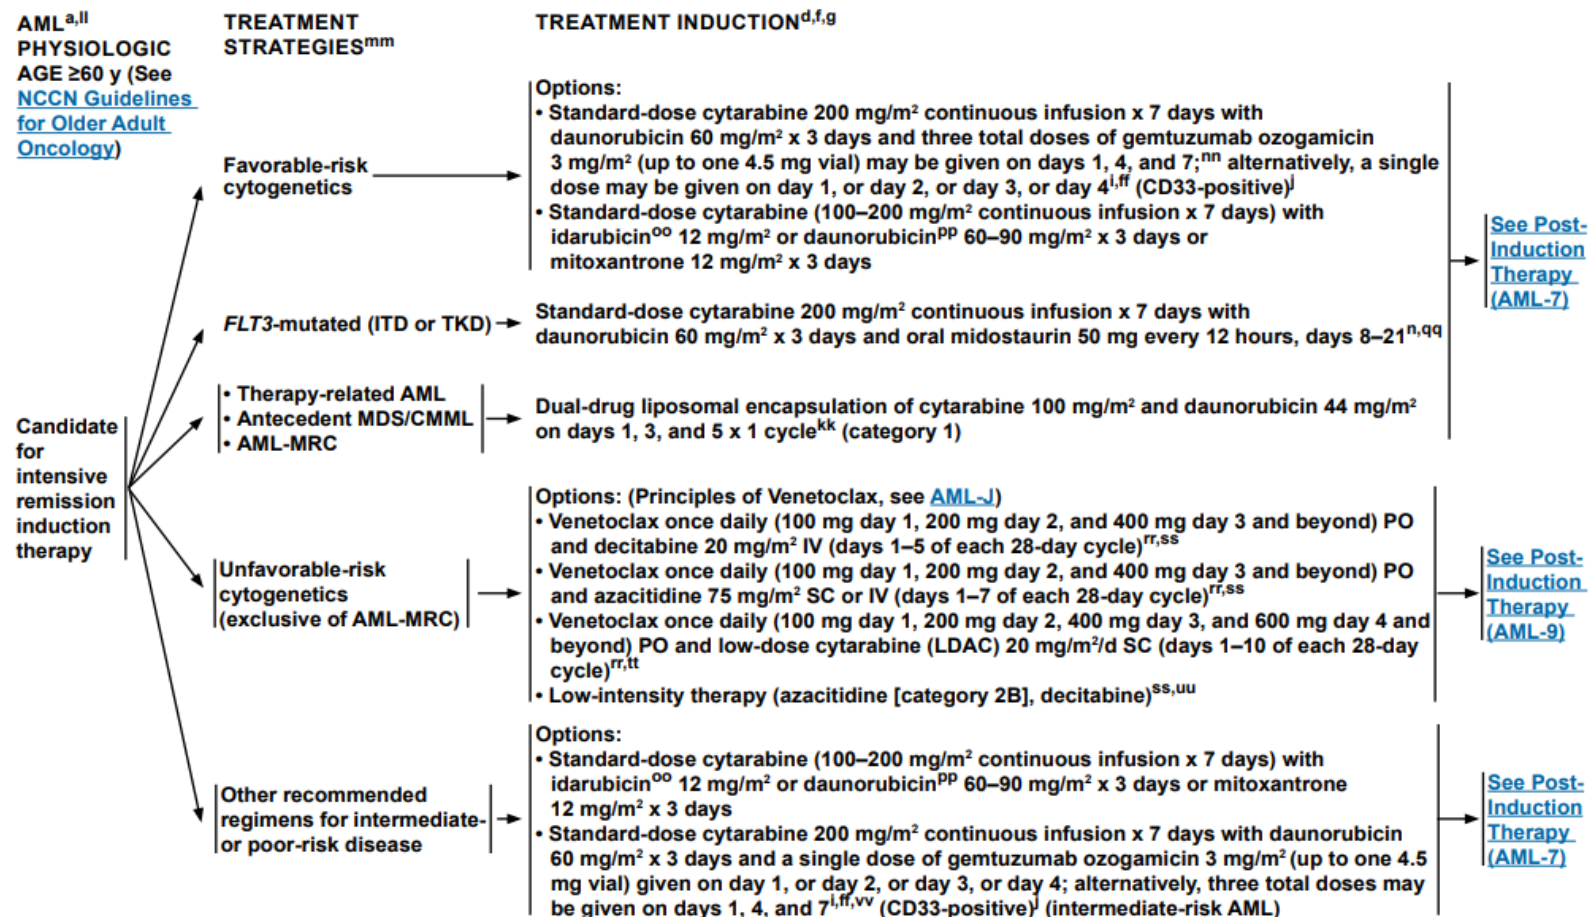 AMLa,ll
PHYSIOLOGIC
AGE ≥60 y (See
NCCN Guidelines
for Older Adult
Oncology)
TREATMENT
STRATEGIESmm
TREATMENT INDUCTIONd,f,g
Candidate
for
intensive
remission
induction
therapy
Favorable-risk
cytogenetics
Options:
• Standard-dose cytarabine 200 mg/m² continuous infusion x 7 days with
daunorubicin 60 mg/m² x 3 days and three total doses of gemtuzumab ozogamicin
3 mg/m² (up to one 4.5 mg vial) may be given on days 1, 4, and 7;nn alternatively, a single
dose may be given on day 1, or day 2, or day 3, or day 4i,ff (CD33-positive)j
• Standard-dose cytarabine (100–200 mg/m² continuous infusion x 7 days) with
idarubicinoo 12 mg/m² or daunorubicinpp 60–90 mg/m² x 3 days or
mitoxantrone 12 mg/m² x 3 days
FLT3-mutated (ITD or TKD)
Standard-dose cytarabine 200 mg/m² continuous infusion x 7 days with
daunorubicin 60 mg/m² x 3 days and oral midostaurin 50 mg every 12 hours, days 8–21n,qq
• Therapy-related AML
• Antecedent MDS/CMML
• AML-MRC
Dual-drug liposomal encapsulation of cytarabine 100 mg/m² and daunorubicin 44 mg/m²
on days 1, 3, and 5 x 1 cyclekk (category 1)
See Post-
Induction
Therapy
(AML-7)
Unfavorable-risk
cytogenetics
(exclusive of AML-MRC)
Options: (Principles of Venetoclax, see AML-J)
• Venetoclax once daily (100 mg day 1, 200 mg day 2, and 400 mg day 3 and beyond) PO
and decitabine 20 mg/m² IV (days 1–5 of each 28-day cycle)rr,ss
• Venetoclax once daily (100 mg day 1, 200 mg day 2, and 400 mg day 3 and beyond) PO
and azacitidine 75 mg/m² SC or IV (days 1–7 of each 28-day cycle)rr,ss
• Venetoclax once daily (100 mg day 1, 200 mg day 2, 400 mg day 3, and 600 mg day 4 and
beyond) PO and low-dose cytarabine (LDAC) 20 mg/m²/d SC (days 1–10 of each 28-day
cycle)rr,tt
• Low-intensity therapy (azacitidine [category 2B], decitabine)ss,uu
See Post-
Induction
Therapy
(AML-9)
Other recommended
regimens for intermediate-
or poor-risk disease
Options:
• Standard-dose cytarabine (100–200 mg/m² continuous infusion x 7 days) with
idarubicinoo 12 mg/m² or daunorubicinpp 60–90 mg/m² x 3 days or mitoxantrone
12 mg/m² x 3 days
• Standard-dose cytarabine 200 mg/m² continuous infusion x 7 days with daunorubicin
60 mg/m² x 3 days and a single dose of gemtuzumab ozogamicin 3 mg/m² (up to one 4.5
mg vial) given on day 1, or day 2, or day 3, or day 4; alternatively, three total doses may
be given on days 1, 4, and 7i,ff,vv (CD33-positive)j (intermediate-risk AML)
See Post-
Induction
Therapy
(AML-7)